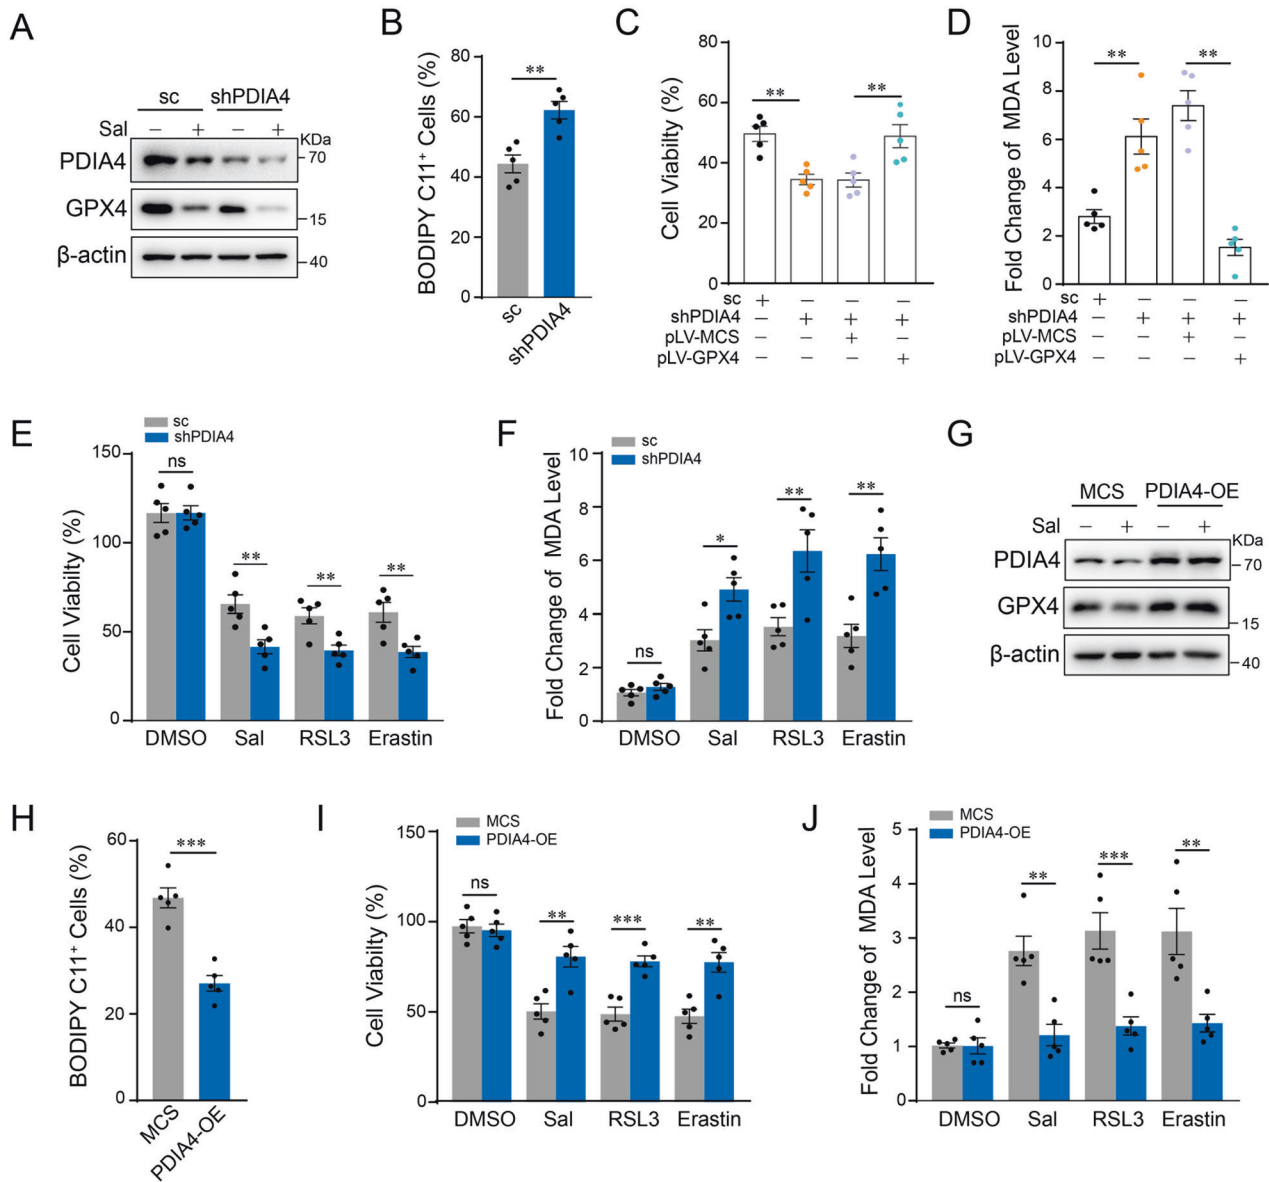 A
sc shPDIA4
Sal − + − +
KDa
PDIA4 70
GPX4 15
β-actin 40
B
BODIPY C11⁺ Cells (%)
80
60
40
20
0
**
sc shPDIA4
C
Cell Viabilty (%)
80
60
40
20
0
** **
sc + − − −
shPDIA4 − + + +
pLV-MCS − − + −
pLV-GPX4 − − − +
D
Fold Change of MDA Level
10
8
6
4
2
0
** **
sc + − − −
shPDIA4 − + + +
pLV-MCS − − + −
pLV-GPX4 − − − +
E
sc
shPDIA4
Cell Viabilty (%)
150
100
50
0
ns ** ** **
DMSO Sal RSL3 Erastin
F
sc
shPDIA4
Fold Change of MDA Level
10
8
6
4
2
0
ns * ** **
DMSO Sal RSL3 Erastin
G
MCS PDIA4-OE
Sal − + − +
KDa
PDIA4 70
GPX4 15
β-actin 40
H
BODIPY C11⁺ Cells (%)
60
40
20
0
***
MCS PDIA4-OE
I
MCS
PDIA4-OE
Cell Viabilty (%)
150
100
50
0
ns ** *** **
DMSO Sal RSL3 Erastin
J
MCS
PDIA4-OE
Fold Change of MDA Level
5
4
3
2
1
0
ns ** *** **
DMSO Sal RSL3 Erastin